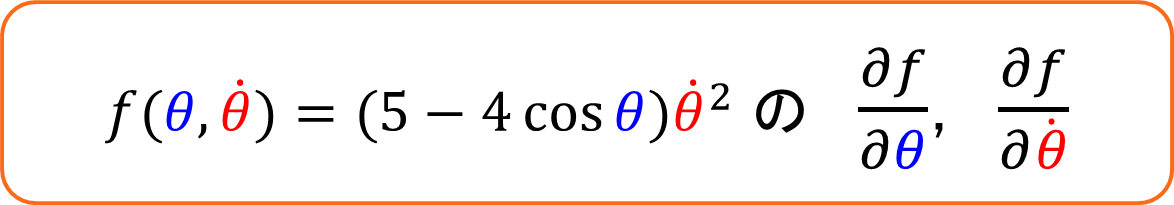 f(θ, θ̇) = (5 − 4 cos θ)θ̇² の ∂f/∂θ, ∂f/∂θ̇